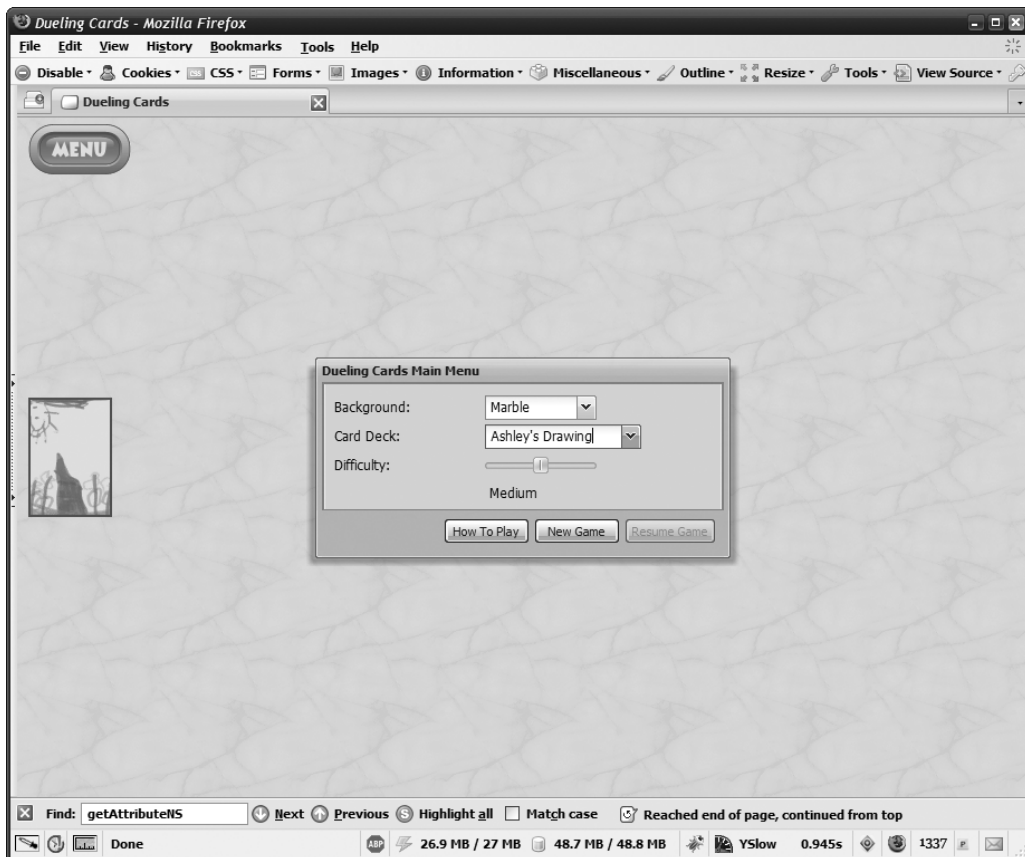 Dueling Cards - Mozilla Firefox
File Edit View History Bookmarks Tools Help
Disable Cookies CSS Forms Images Information Miscellaneous Outline Resize Tools View Source
Dueling Cards
MENU
Dueling Cards Main Menu
Background: Marble
Card Deck: Ashley's Drawing
Difficulty:
Medium
How To Play New Game Resume Game
Find: getAttributeNS Next Previous Highlight all Match case Reached end of page, continued from top
Done ABP 26.9 MB / 27 MB 48.7 MB / 48.8 MB YSlow 0.945s 1337 P